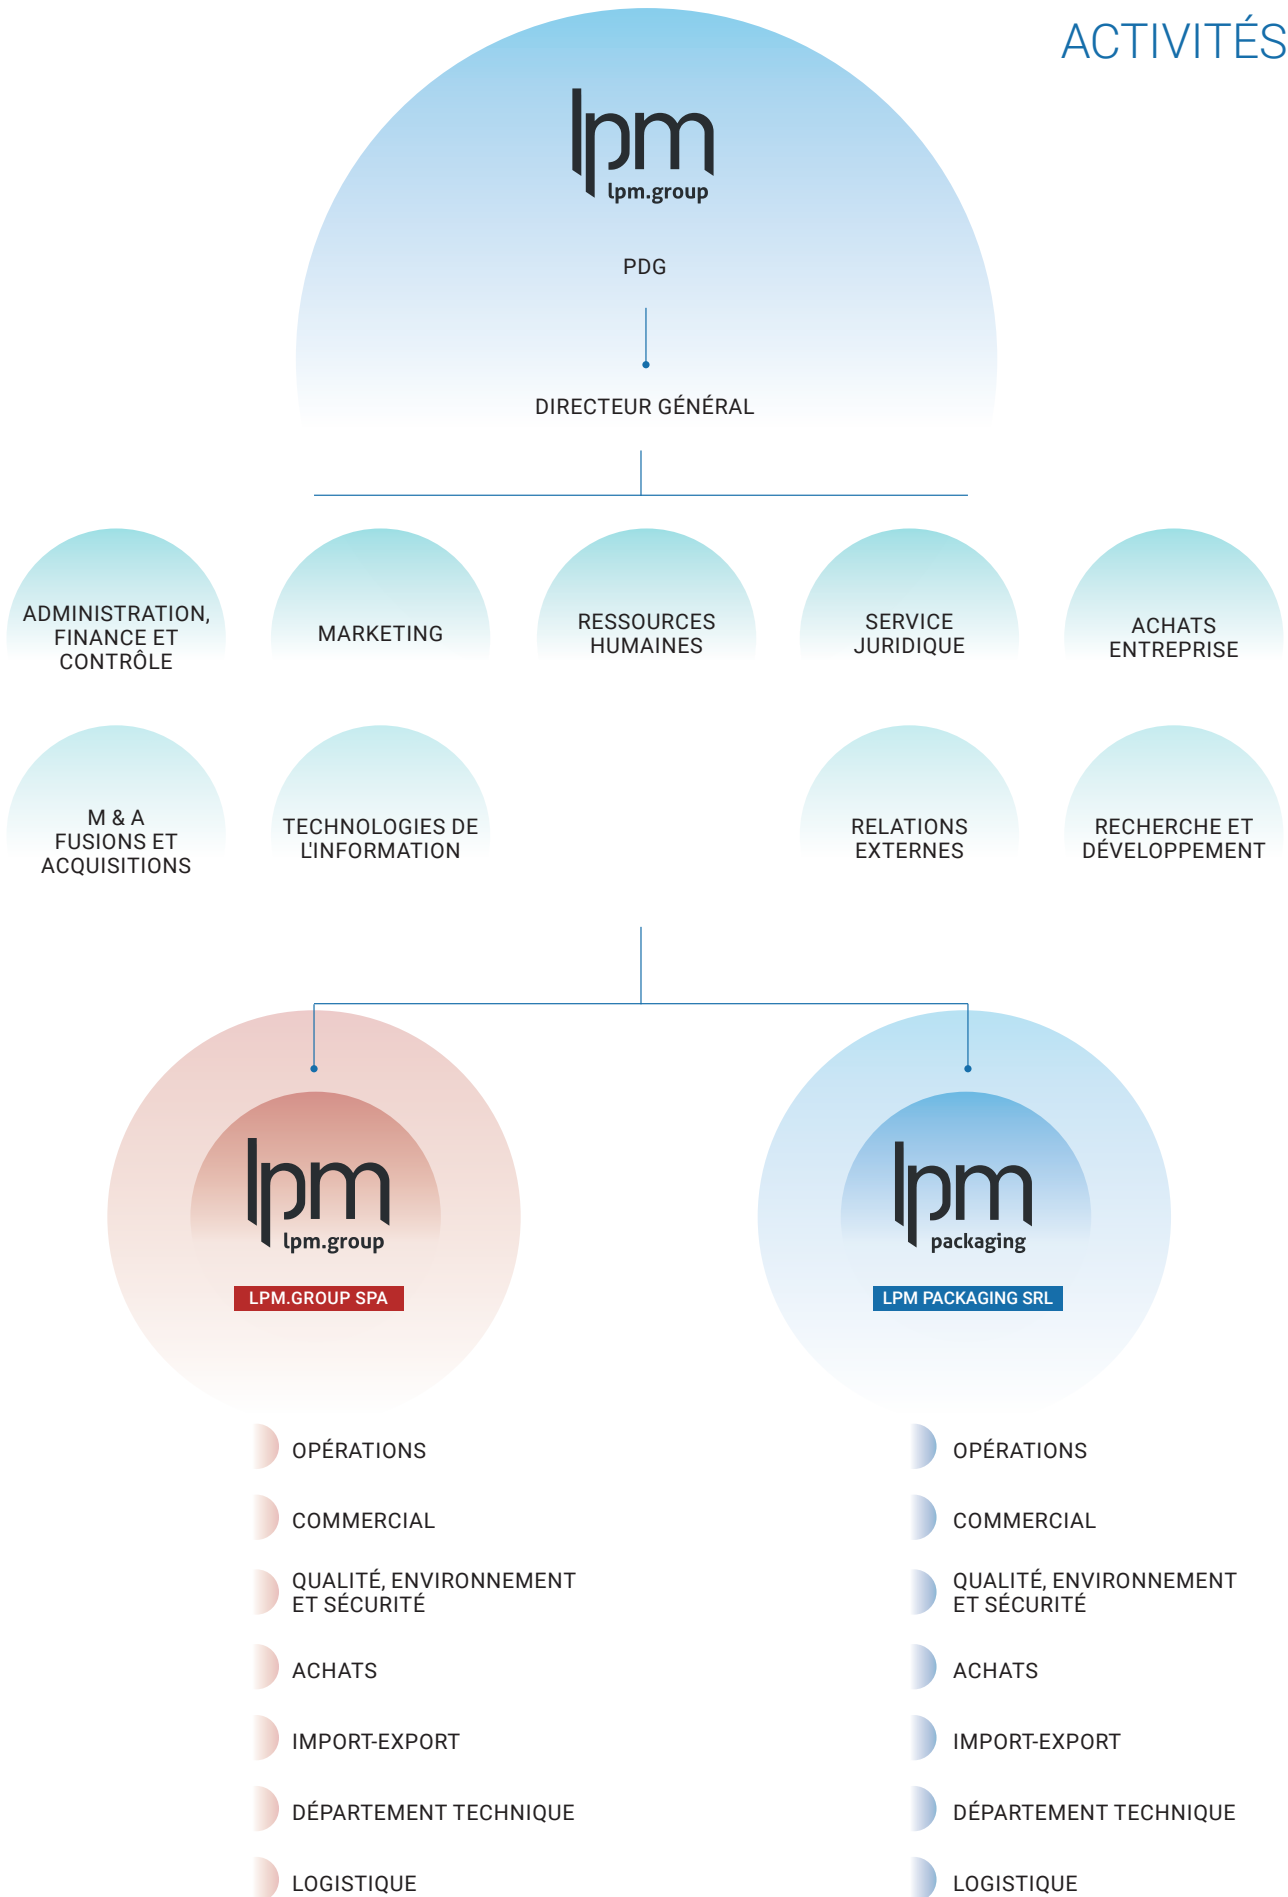 ACTIVITÉS
lpm
lpm.group
PDG
DIRECTEUR GÉNÉRAL
ADMINISTRATION,
FINANCE ET
CONTRÔLE
MARKETING
RESSOURCES
HUMAINES
SERVICE
JURIDIQUE
ACHATS
ENTREPRISE
M & A
FUSIONS ET
ACQUISITIONS
TECHNOLOGIES DE
L'INFORMATION
RELATIONS
EXTERNES
RECHERCHE ET
DÉVELOPPEMENT
lpm
lpm.group
LPM.GROUP SPA
lpm
packaging
LPM PACKAGING SRL
OPÉRATIONS
COMMERCIAL
QUALITÉ, ENVIRONNEMENT
ET SÉCURITÉ
ACHATS
IMPORT-EXPORT
DÉPARTEMENT TECHNIQUE
LOGISTIQUE
OPÉRATIONS
COMMERCIAL
QUALITÉ, ENVIRONNEMENT
ET SÉCURITÉ
ACHATS
IMPORT-EXPORT
DÉPARTEMENT TECHNIQUE
LOGISTIQUE